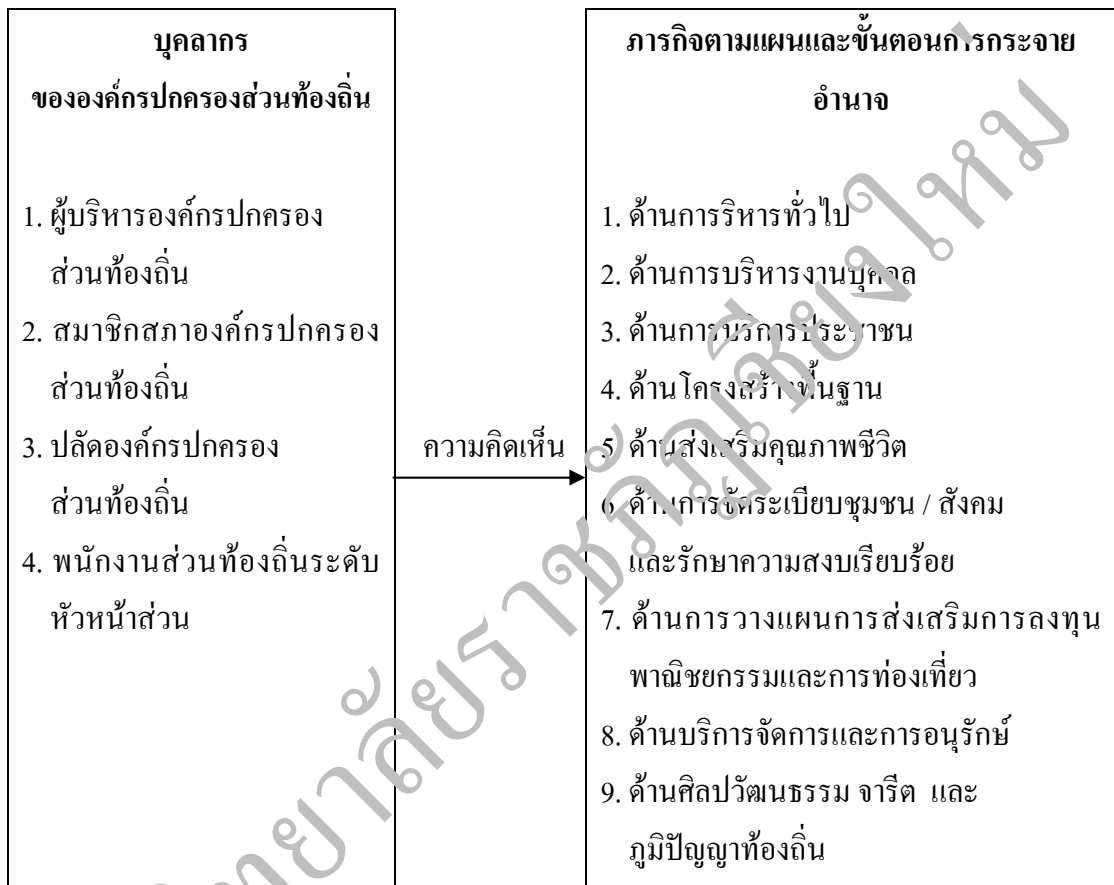 บุคลากร
ขององค์กรปกครองส่วนท้องถิ่น
1. ผู้บริหารองค์กรปกครอง
ส่วนท้องถิ่น
2. สมาชิกสภาองค์กรปกครอง
ส่วนท้องถิ่น
3. ปลัดองค์กรปกครอง
ส่วนท้องถิ่น
4. พนักงานส่วนท้องถิ่นระดับ
หัวหน้าส่วน
ความคิดเห็น
ภารกิจตามแผนและขั้นตอนการกระจาย
อำนาจ
1. ด้านการริหารทั่วไป
2. ด้านการบริหารงานบุคคล
3. ด้านการบริการประชาชน
4. ด้านโครงสร้างพื้นฐาน
5. ด้านส่งเสริมคุณภาพชีวิต
6. ด้านการจัดระเบียบชุมชน / สังคม
และรักษาความสงบเรียบร้อย
7. ด้านการวางแผนการส่งเสริมการลงทุน
พาณิชยกรรมและการท่องเที่ยว
8. ด้านบริการจัดการและการอนุรักษ์
9. ด้านศิลปวัฒนธรรม จารีต และ
ภูมิปัญญาท้องถิ่น
ทยาลัยราชภัฏเชียงใหม่